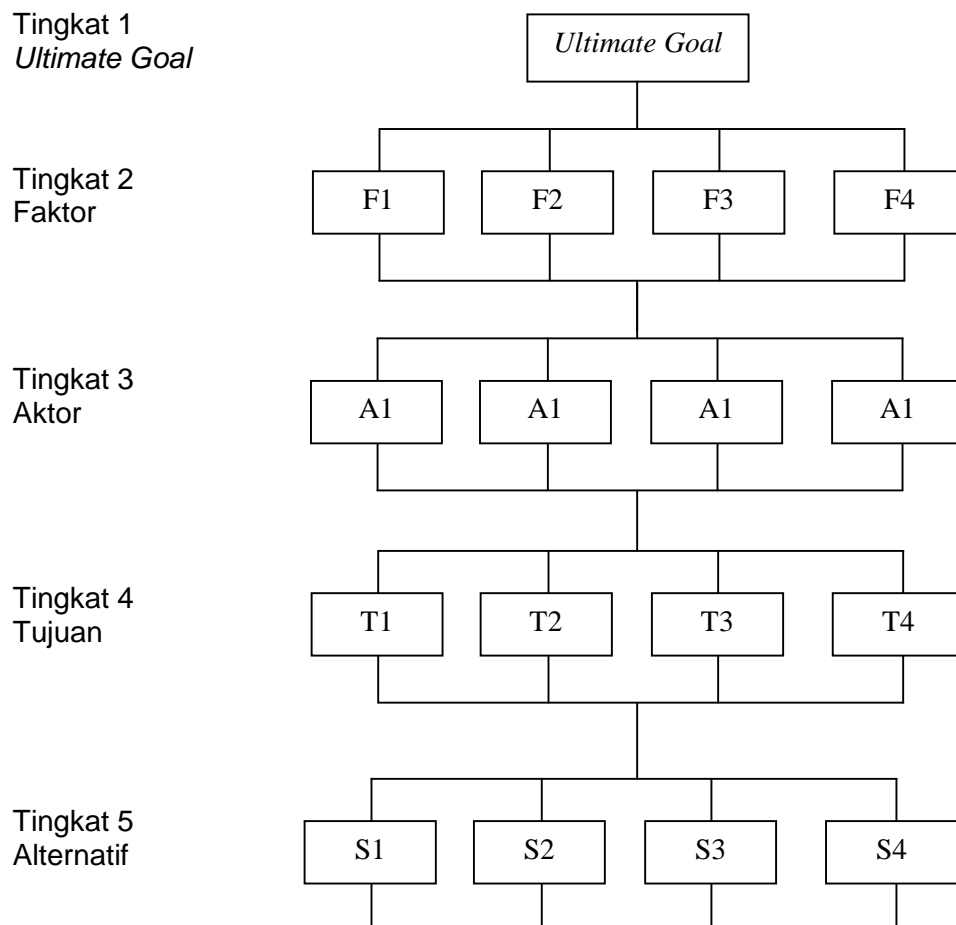 Tingkat 1
Ultimate Goal
Ultimate Goal
Tingkat 2
Faktor
F1 F2 F3 F4
Tingkat 3
Aktor
A1 A1 A1 A1
Tingkat 4
Tujuan
T1 T2 T3 T4
Tingkat 5
Alternatif
S1 S2 S3 S4